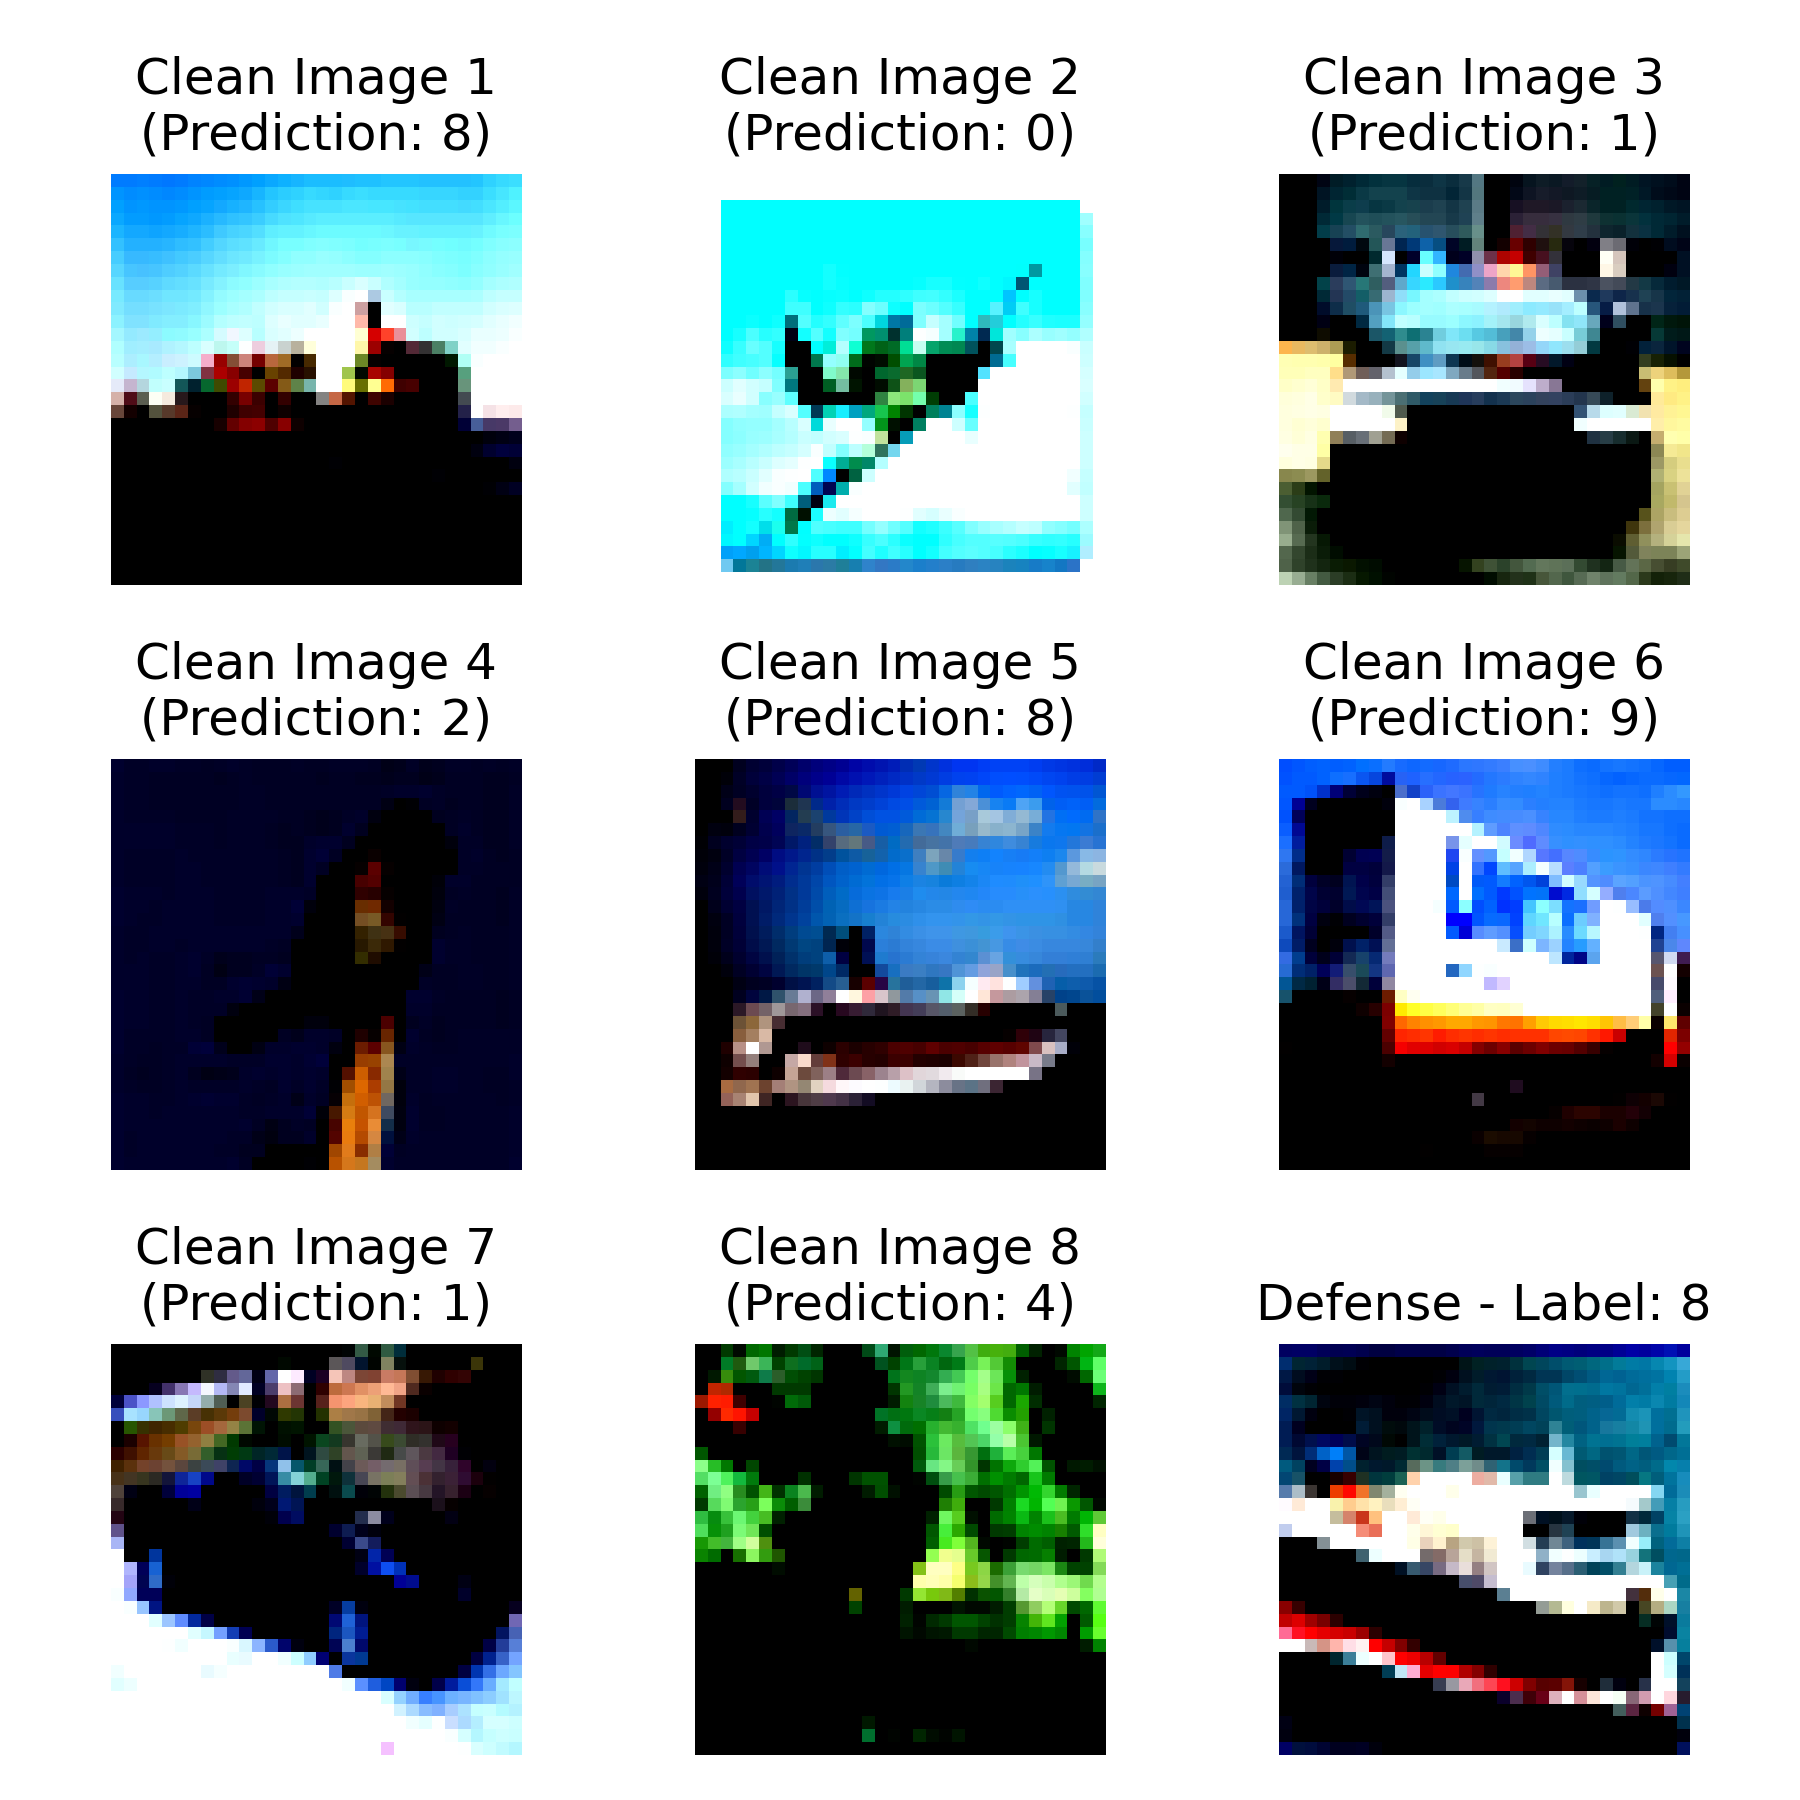 Clean Image 1
(Prediction: 8)
Clean Image 2
(Prediction: 0)
Clean Image 3
(Prediction: 1)
Clean Image 4
(Prediction: 2)
Clean Image 5
(Prediction: 8)
Clean Image 6
(Prediction: 9)
Clean Image 7
(Prediction: 1)
Clean Image 8
(Prediction: 4)
Defense - Label: 8